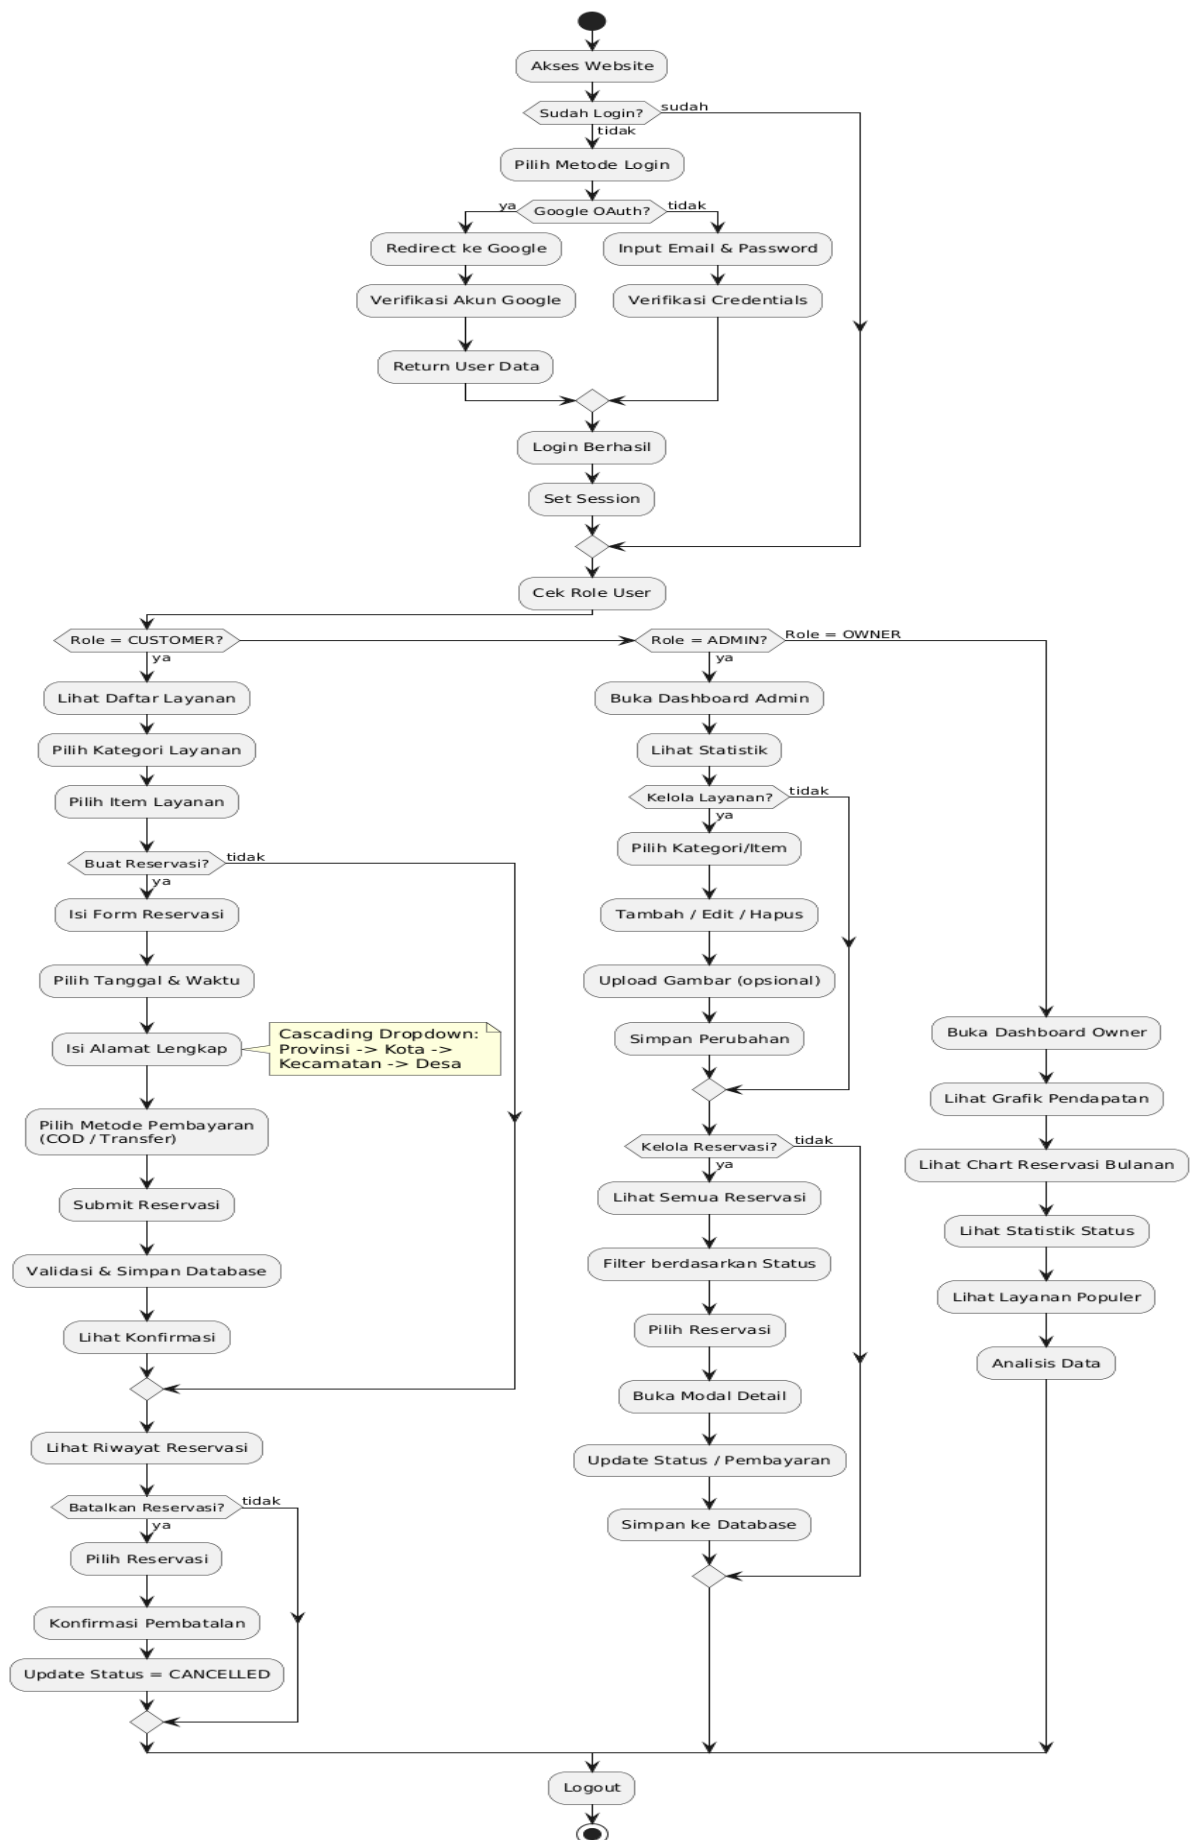 Akses Website
Sudah Login?
sudah
tidak
Pilih Metode Login
ya
Google OAuth?
tidak
Redirect ke Google
Input Email & Password
Verifikasi Akun Google
Verifikasi Credentials
Return User Data
Login Berhasil
Set Session
Cek Role User
Role = CUSTOMER?
ya
Lihat Daftar Layanan
Pilih Kategori Layanan
Pilih Item Layanan
Buat Reservasi?
tidak
ya
Isi Form Reservasi
Pilih Tanggal & Waktu
Isi Alamat Lengkap
Cascading Dropdown:
Provinsi -> Kota ->
Kecamatan -> Desa
Pilih Metode Pembayaran
(COD / Transfer)
Submit Reservasi
Validasi & Simpan Database
Lihat Konfirmasi
Lihat Riwayat Reservasi
Batalkan Reservasi?
tidak
ya
Pilih Reservasi
Konfirmasi Pembatalan
Update Status = CANCELLED
Role = ADMIN?
Role = OWNER
ya
Buka Dashboard Admin
Lihat Statistik
Kelola Layanan?
tidak
ya
Pilih Kategori/Item
Tambah / Edit / Hapus
Upload Gambar (opsional)
Simpan Perubahan
Kelola Reservasi?
tidak
ya
Lihat Semua Reservasi
Filter berdasarkan Status
Pilih Reservasi
Buka Modal Detail
Update Status / Pembayaran
Simpan ke Database
Buka Dashboard Owner
Lihat Grafik Pendapatan
Lihat Chart Reservasi Bulanan
Lihat Statistik Status
Lihat Layanan Populer
Analisis Data
Logout